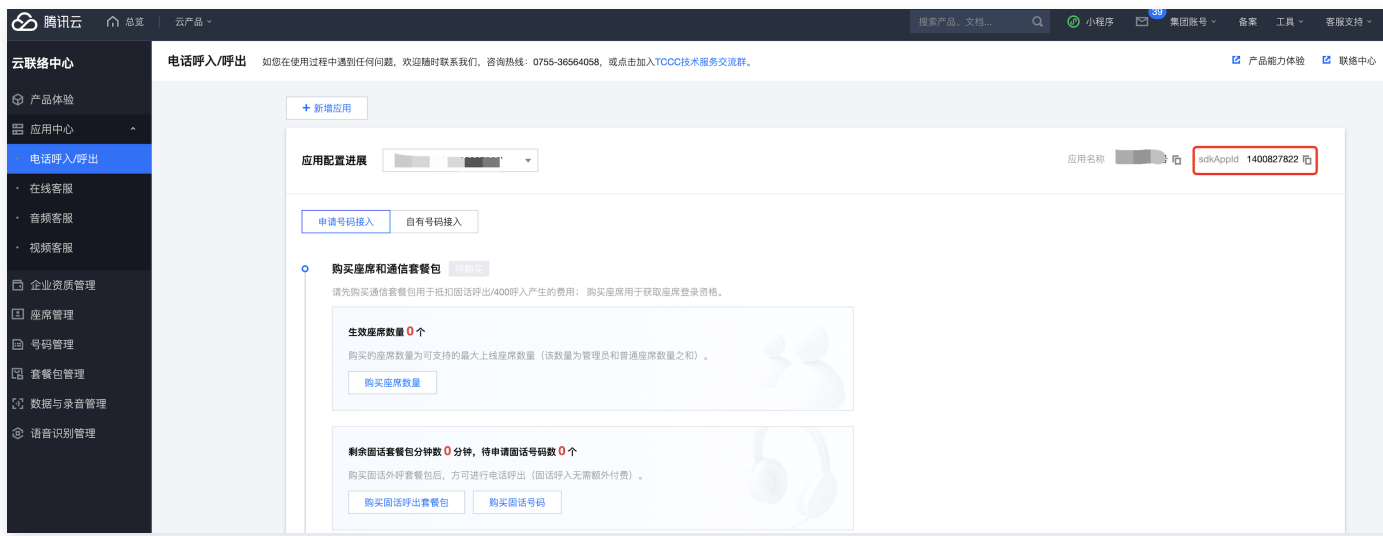 腾讯云 总览 云产品 搜索产品、文档... 小程序 39 集团账号 备案 工具 客服支持
云联络中心
电话呼入/呼出 如您在使用过程中遇到任何问题，欢迎随时联系我们，咨询热线：0755-36564058，或点击加入TCCC技术服务交流群。 产品能力体验 联络中心
产品体验
应用中心
电话呼入/呼出
在线客服
音频客服
视频客服
企业资质管理
座席管理
号码管理
套餐包管理
数据与录音管理
语音识别管理
+ 新增应用
应用配置进展
应用名称
sdkAppId 1400827822
申请号码接入 自有号码接入
购买座席和通信套餐包 待购买
请先购买通信套餐包用于抵扣固话呼出/400呼入产生的费用； 购买座席用于获取座席登录资格。
生效座席数量 0 个
购买的座席数量为可支持的最大上线座席数量（该数量为管理员和普通座席数量之和）。
购买座席数量
剩余固话套餐包分钟数 0 分钟，待申请固话号码数 0 个
购买固话外呼套餐包后，方可进行电话呼出（固话呼入无需额外付费）。
购买固话呼出套餐包 购买固话号码